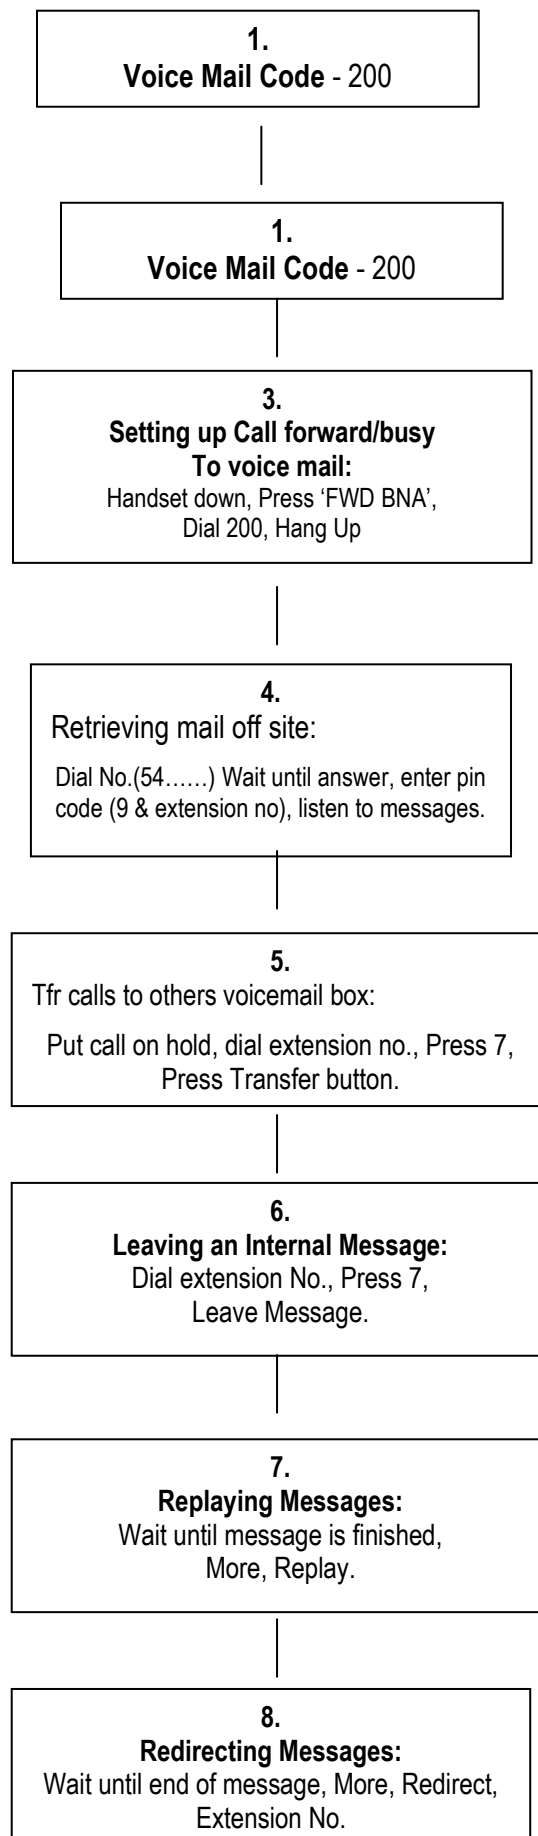 1.
Voice Mail Code - 200
1.
Voice Mail Code - 200
3.
Setting up Call forward/busy
To voice mail:
Handset down, Press ‘FWD BNA’,
Dial 200, Hang Up
4.
Retrieving mail off site:
Dial No.(54……) Wait until answer, enter pin
code (9 & extension no), listen to messages.
5.
Tfr calls to others voicemail box:
Put call on hold, dial extension no., Press 7,
Press Transfer button.
6.
Leaving an Internal Message:
Dial extension No., Press 7,
Leave Message.
7.
Replaying Messages:
Wait until message is finished,
More, Replay.
8.
Redirecting Messages:
Wait until end of message, More, Redirect,
Extension No.